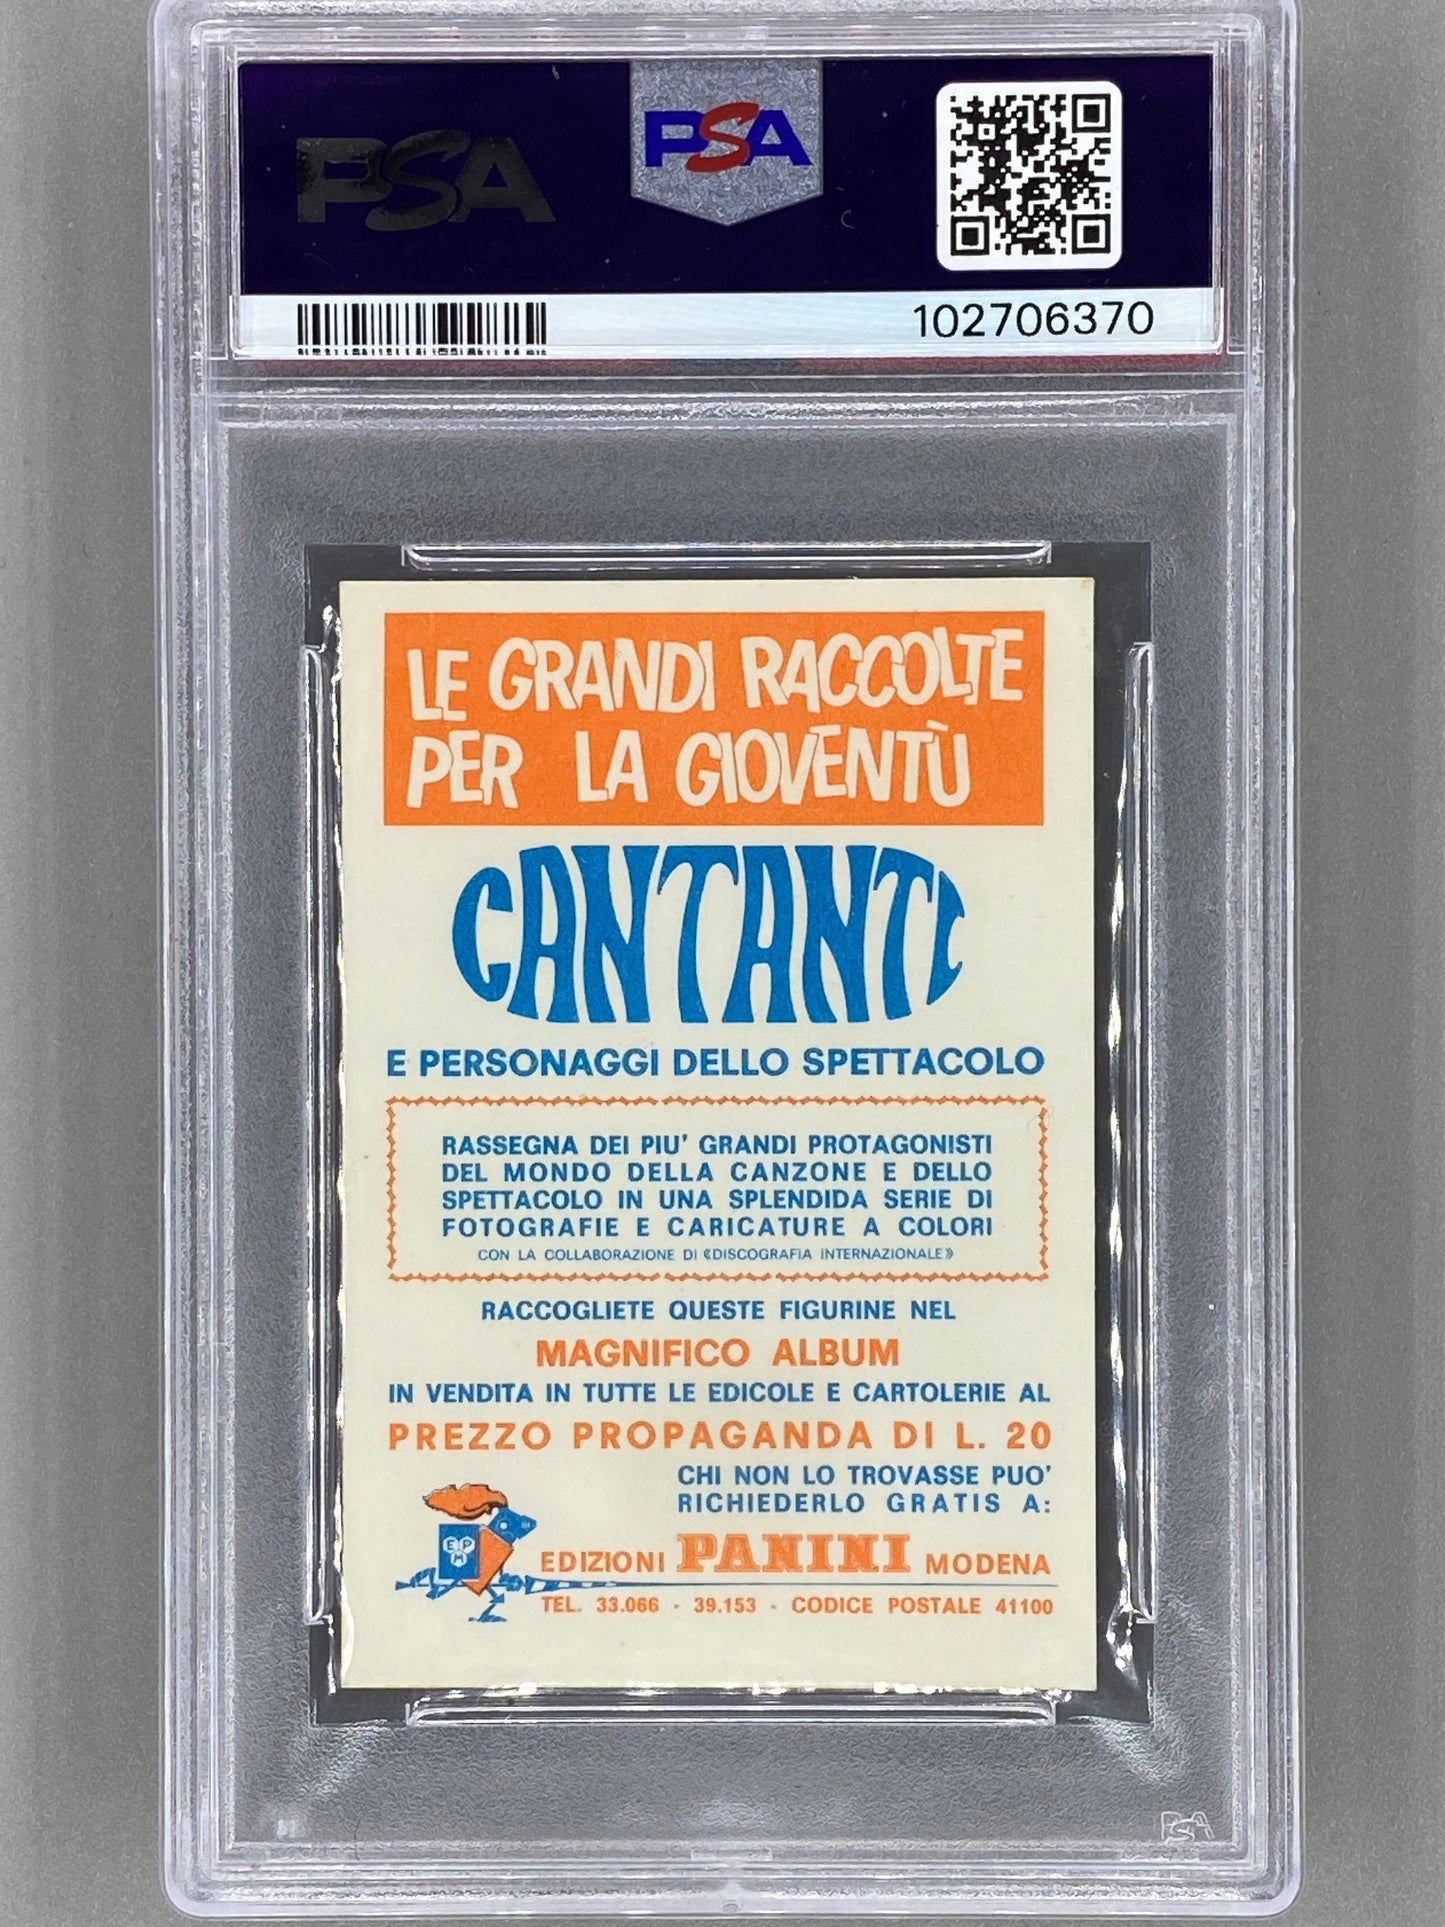 PSA
PSA
102706370
LE GRANDI RACCOLTE
PER LA GIOVENTÙ
CANTANTI
E PERSONAGGI DELLO SPETTACOLO
RASSEGNA DEI PIU' GRANDI PROTAGONISTI
DEL MONDO DELLA CANZONE E DELLO
SPETTACOLO IN UNA SPLENDIDA SERIE DI
FOTOGRAFIE E CARICATURE A COLORI
CON LA COLLABORAZIONE DI «DISCOGRAFIA INTERNAZIONALE»
RACCOGLIETE QUESTE FIGURINE NEL
MAGNIFICO ALBUM
IN VENDITA IN TUTTE LE EDICOLE E CARTOLERIE AL
PREZZO PROPAGANDA DI L. 20
CHI NON LO TROVASSE PUO'
RICHIEDERLO GRATIS A:
EPM
EDIZIONI PANINI MODENA
TEL. 33.066 - 39.153 - CODICE POSTALE 41100
PSA